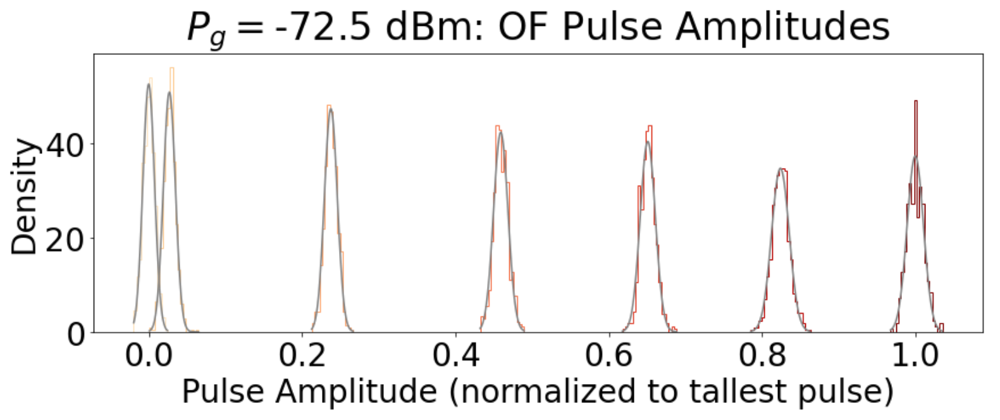 P_g = -72.5 dBm: OF Pulse Amplitudes
Density
40
20
0
0.0 0.2 0.4 0.6 0.8 1.0
Pulse Amplitude (normalized to tallest pulse)